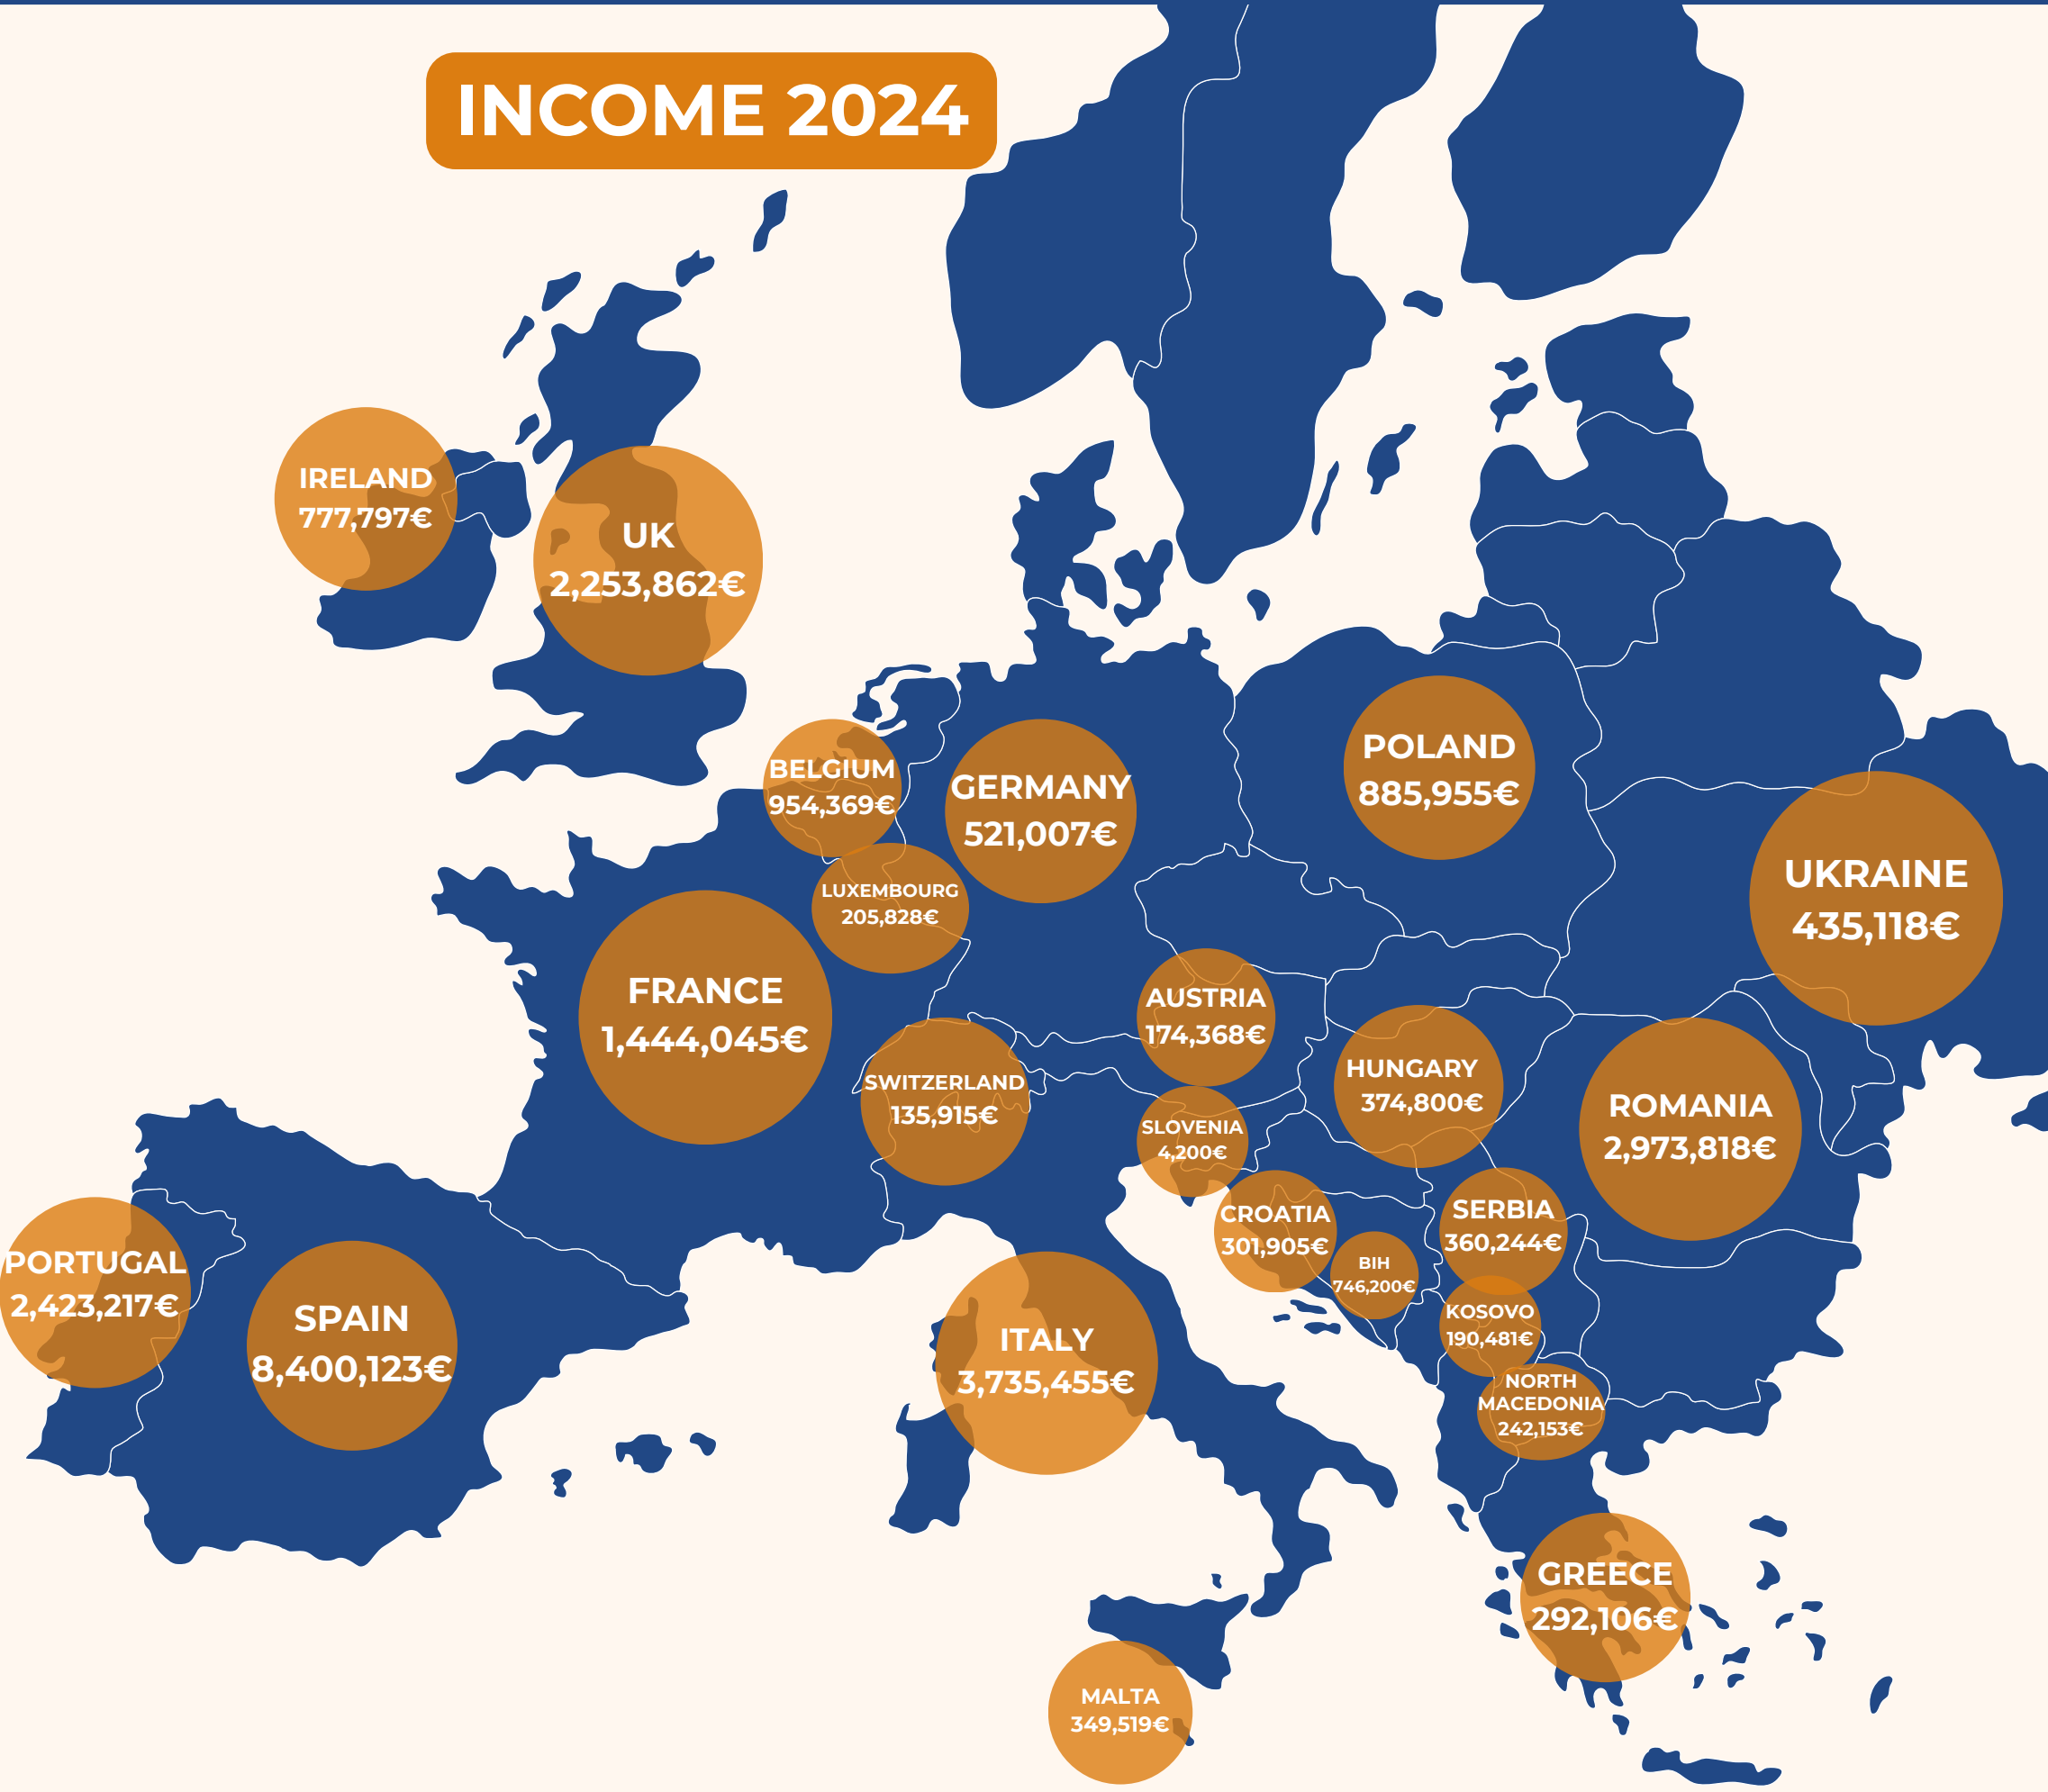 INCOME 2024
IRELAND
777,797€
UK
2,253,862€
BELGIUM
954,369€
GERMANY
521,007€
POLAND
885,955€
UKRAINE
435,118€
LUXEMBOURG
205,828€
FRANCE
1,444,045€
AUSTRIA
174,368€
SWITZERLAND
135,915€
HUNGARY
374,800€
ROMANIA
2,973,818€
SLOVENIA
4,200€
CROATIA
301,905€
SERBIA
360,244€
BIH
746,200€
PORTUGAL
2,423,217€
SPAIN
8,400,123€
ITALY
3,735,455€
KOSOVO
190,481€
NORTH
MACEDONIA
242,153€
GREECE
292,106€
MALTA
349,519€